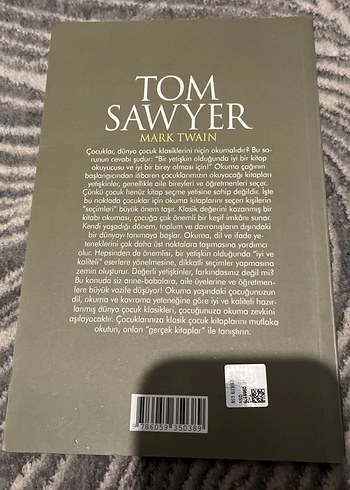 TOM
SAWYER
MARK TWAIN
Çocuklar, dünya çocuk klasiklerini niçin okumalıdır? Bu so-
runun cevabı şudur: "Bir yetişkin olduğunda iyi bir kitap
okuyucusu ve iyi bir birey olması için!" Okuma çağının
başlangıcından itibaren çocuklarımızın okuyacağı kitapları
yetişkinler, genellikle aile bireyleri ve öğretmenleri seçer.
Çünkü çocuk henüz kitap seçme yetisine sahip değildir. İşte
bu noktada çocuklar için okuma kitaplarını seçen kişilerin
"seçimleri" büyük önem taşır. Klasik değerini kazanmış bir
kitabı okuması, çocuğa çok önemli bir keşif imkânı sunar.
Kendi yaşadığı dönem, toplum ve davranışların dışındaki
bir dünyayı tanımaya başlar. Okuma, dil ve ifade ye-
teneklerini çok daha üst noktalara taşımasına yardımcı
olur. Hepsinden de önemlisi, bir yetişkin olduğunda "iyi ve
kaliteli" eserlere yönelmesine, dikkatli seçimler yapmasına
zemin oluşturur. Değerli yetişkinler, farkındasınız değil mi?
Bu konuda siz anne-babalara, aile üyelerine ve öğretmen-
lere büyük vazife düşüyor! Okuma yaşındaki çocuğunuzun
dil, okuma ve kavrama yeteneğine göre iyi ve kaliteli hazır-
lanmış dünya çocuk klasikleri, çocuğunuza okuma zevkini
aşılayacaktır. Çocuklarınıza klasik çocuk kitaplarını mutlaka
okutun, onları "gerçek kitaplar" ile tanıştırın.
9 786059 350389